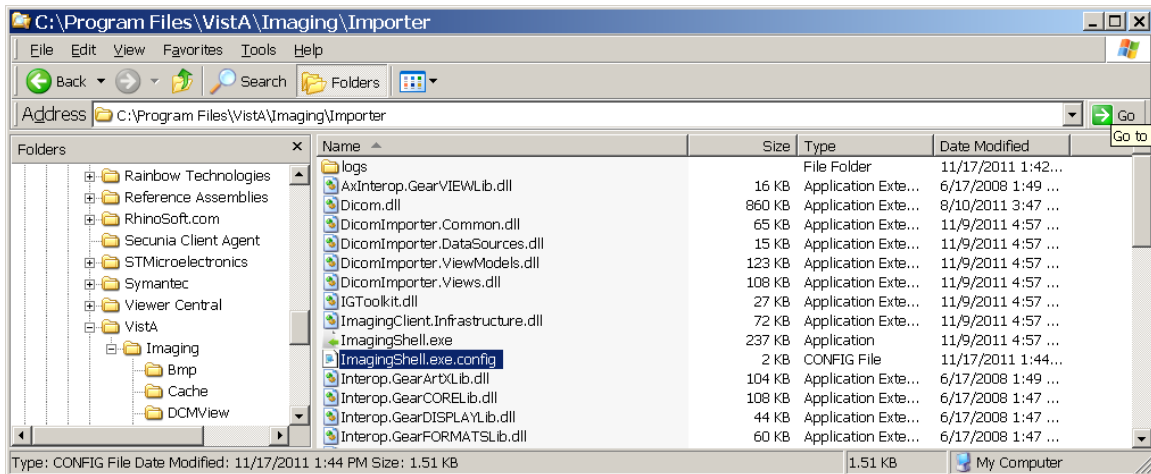 C:\Program Files\VistA\Imaging\Importer
File Edit View Favorites Tools Help
Back Search Folders
Address C:\Program Files\VistA\Imaging\Importer Go
Go to
Folders x Name Size Type Date Modified
Rainbow Technologies logs File Folder 11/17/2011 1:42...
Reference Assemblies AxInterop.GearVIEWLib.dll 16 KB Application Exte... 6/17/2008 1:49 ...
RhinoSoft.com Dicom.dll 860 KB Application Exte... 8/10/2011 3:47 ...
Secunia Client Agent DicomImporter.Common.dll 65 KB Application Exte... 11/9/2011 4:57 ...
STMicroelectronics DicomImporter.DataSources.dll 15 KB Application Exte... 11/9/2011 4:57 ...
Symantec DicomImporter.ViewModels.dll 123 KB Application Exte... 11/9/2011 4:57 ...
Viewer Central DicomImporter.Views.dll 108 KB Application Exte... 11/9/2011 4:57 ...
VistA IGToolkit.dll 27 KB Application Exte... 11/9/2011 4:57 ...
Imaging ImagingClient.Infrastructure.dll 72 KB Application Exte... 11/9/2011 4:57 ...
Bmp ImagingShell.exe 237 KB Application 11/9/2011 4:57 ...
Cache ImagingShell.exe.config 2 KB CONFIG File 11/17/2011 1:44...
DCMView Interop.GearArtXLib.dll 104 KB Application Exte... 6/17/2008 1:49 ...
Interop.GearCORELib.dll 108 KB Application Exte... 6/17/2008 1:47 ...
Interop.GearDISPLAYLib.dll 44 KB Application Exte... 6/17/2008 1:47 ...
Interop.GearFORMATSLib.dll 60 KB Application Exte... 6/17/2008 1:47 ...
Type: CONFIG File Date Modified: 11/17/2011 1:44 PM Size: 1.51 KB 1.51 KB My Computer